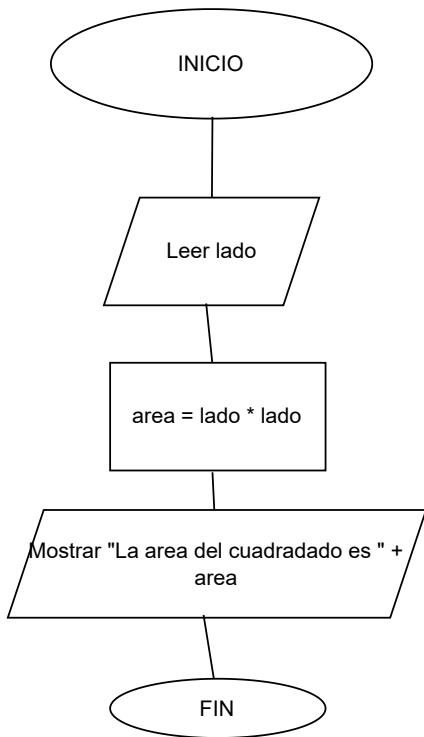 INICIO
Leer lado
area = lado * lado
Mostrar "La area del cuadradado es " +
area
FIN